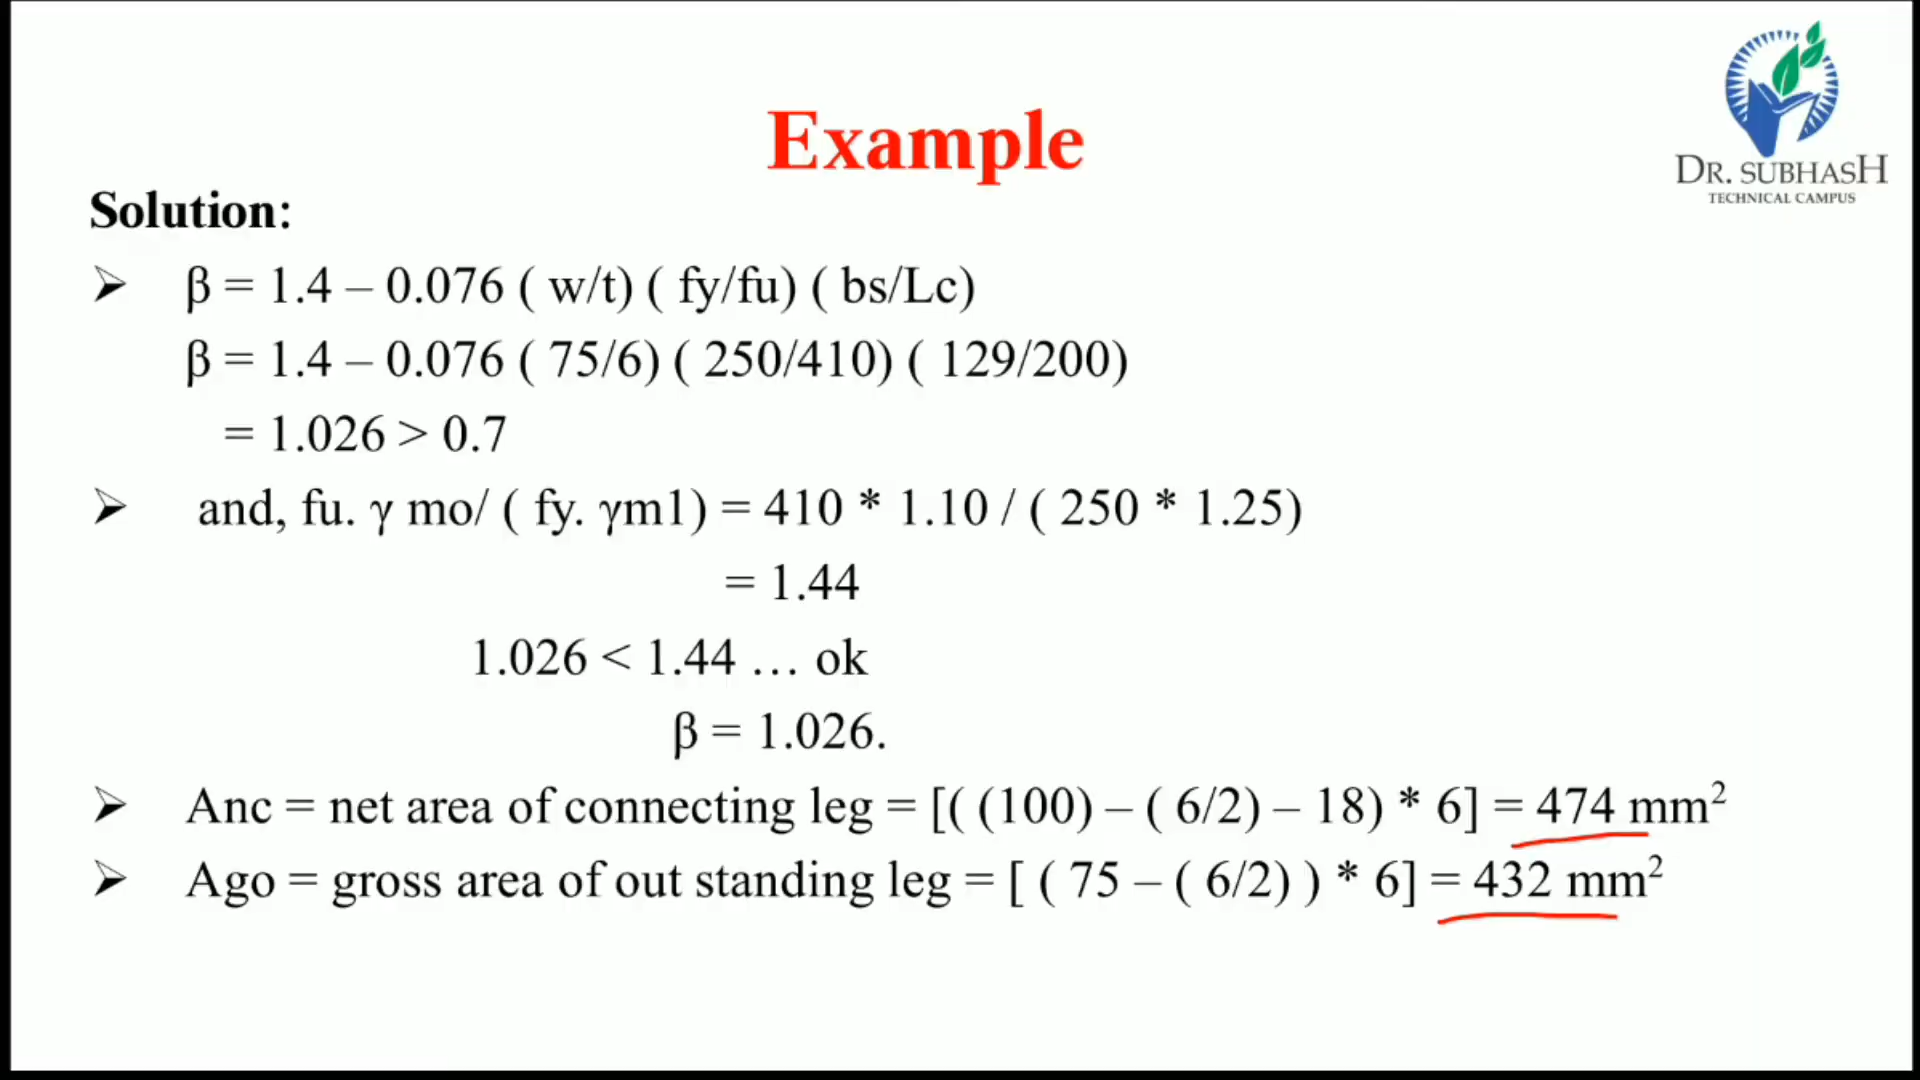 DR. SUBHASH
TECHNICAL CAMPUS
Example
Solution:
➢ β = 1.4 – 0.076 ( w/t) ( fy/fu) ( bs/Lc)
β = 1.4 – 0.076 ( 75/6) ( 250/410) ( 129/200)
= 1.026 > 0.7
➢ and, fu. γ mo/ ( fy. γm1) = 410 * 1.10 / ( 250 * 1.25)
= 1.44
1.026 < 1.44 … ok
β = 1.026.
➢ Anc = net area of connecting leg = [( (100) – ( 6/2) – 18) * 6] = 474 mm²
➢ Ago = gross area of out standing leg = [ ( 75 – ( 6/2) ) * 6] = 432 mm²